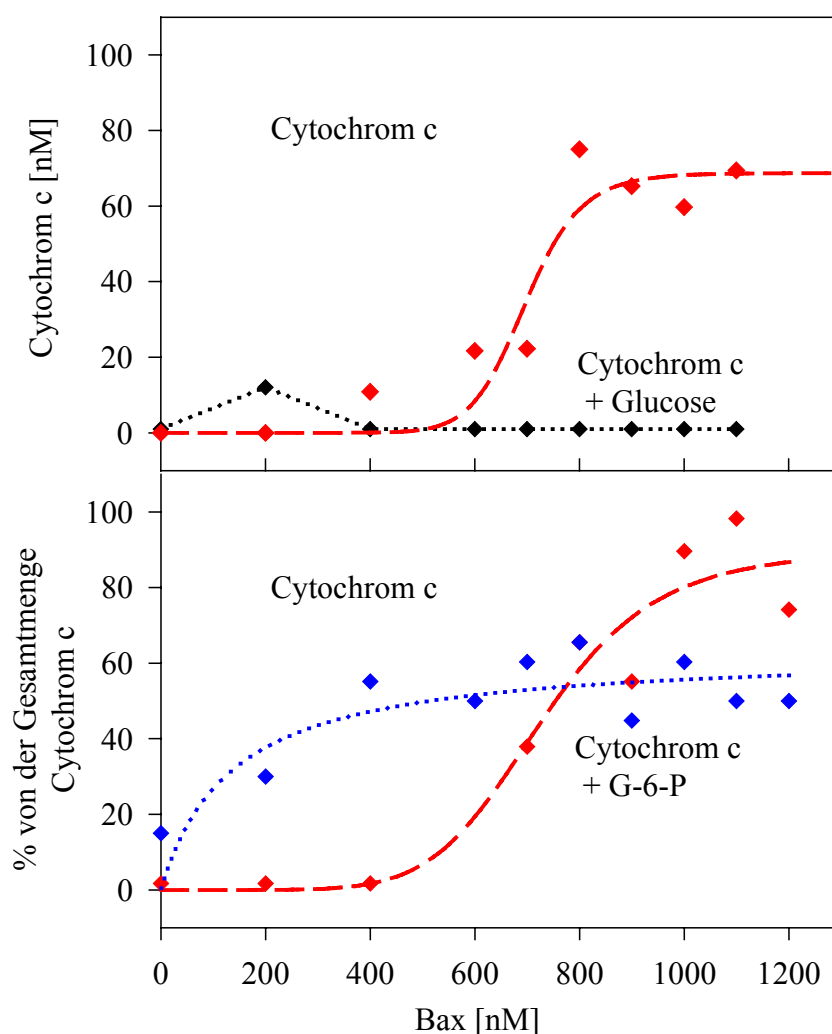 100
80
60
40
20
0
Cytochrom c [nM]
Cytochrom c
Cytochrom c
+ Glucose
100
80
60
40
20
0
% von der Gesamtmenge
Cytochrom c
Cytochrom c
Cytochrom c
+ G-6-P
0 200 400 600 800 1000 1200
Bax [nM]